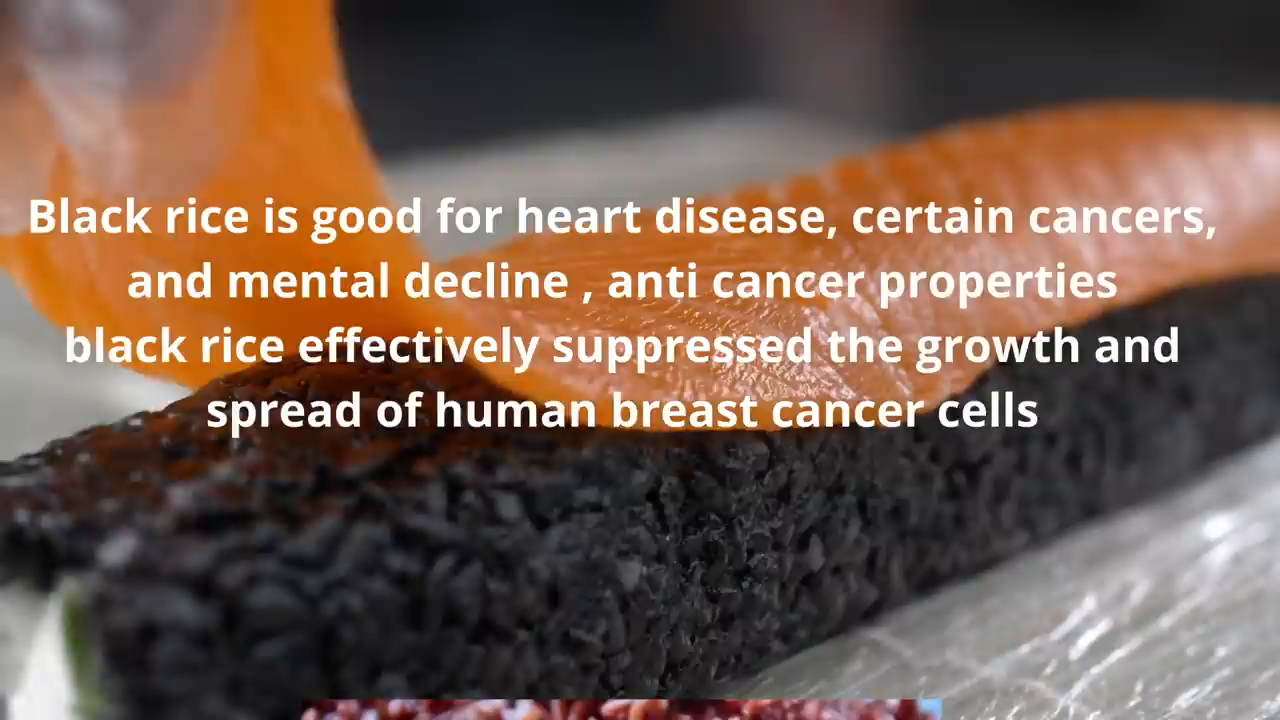 Black rice is good for heart disease, certain cancers,
and mental decline , anti cancer properties
black rice effectively suppressed the growth and
spread of human breast cancer cells